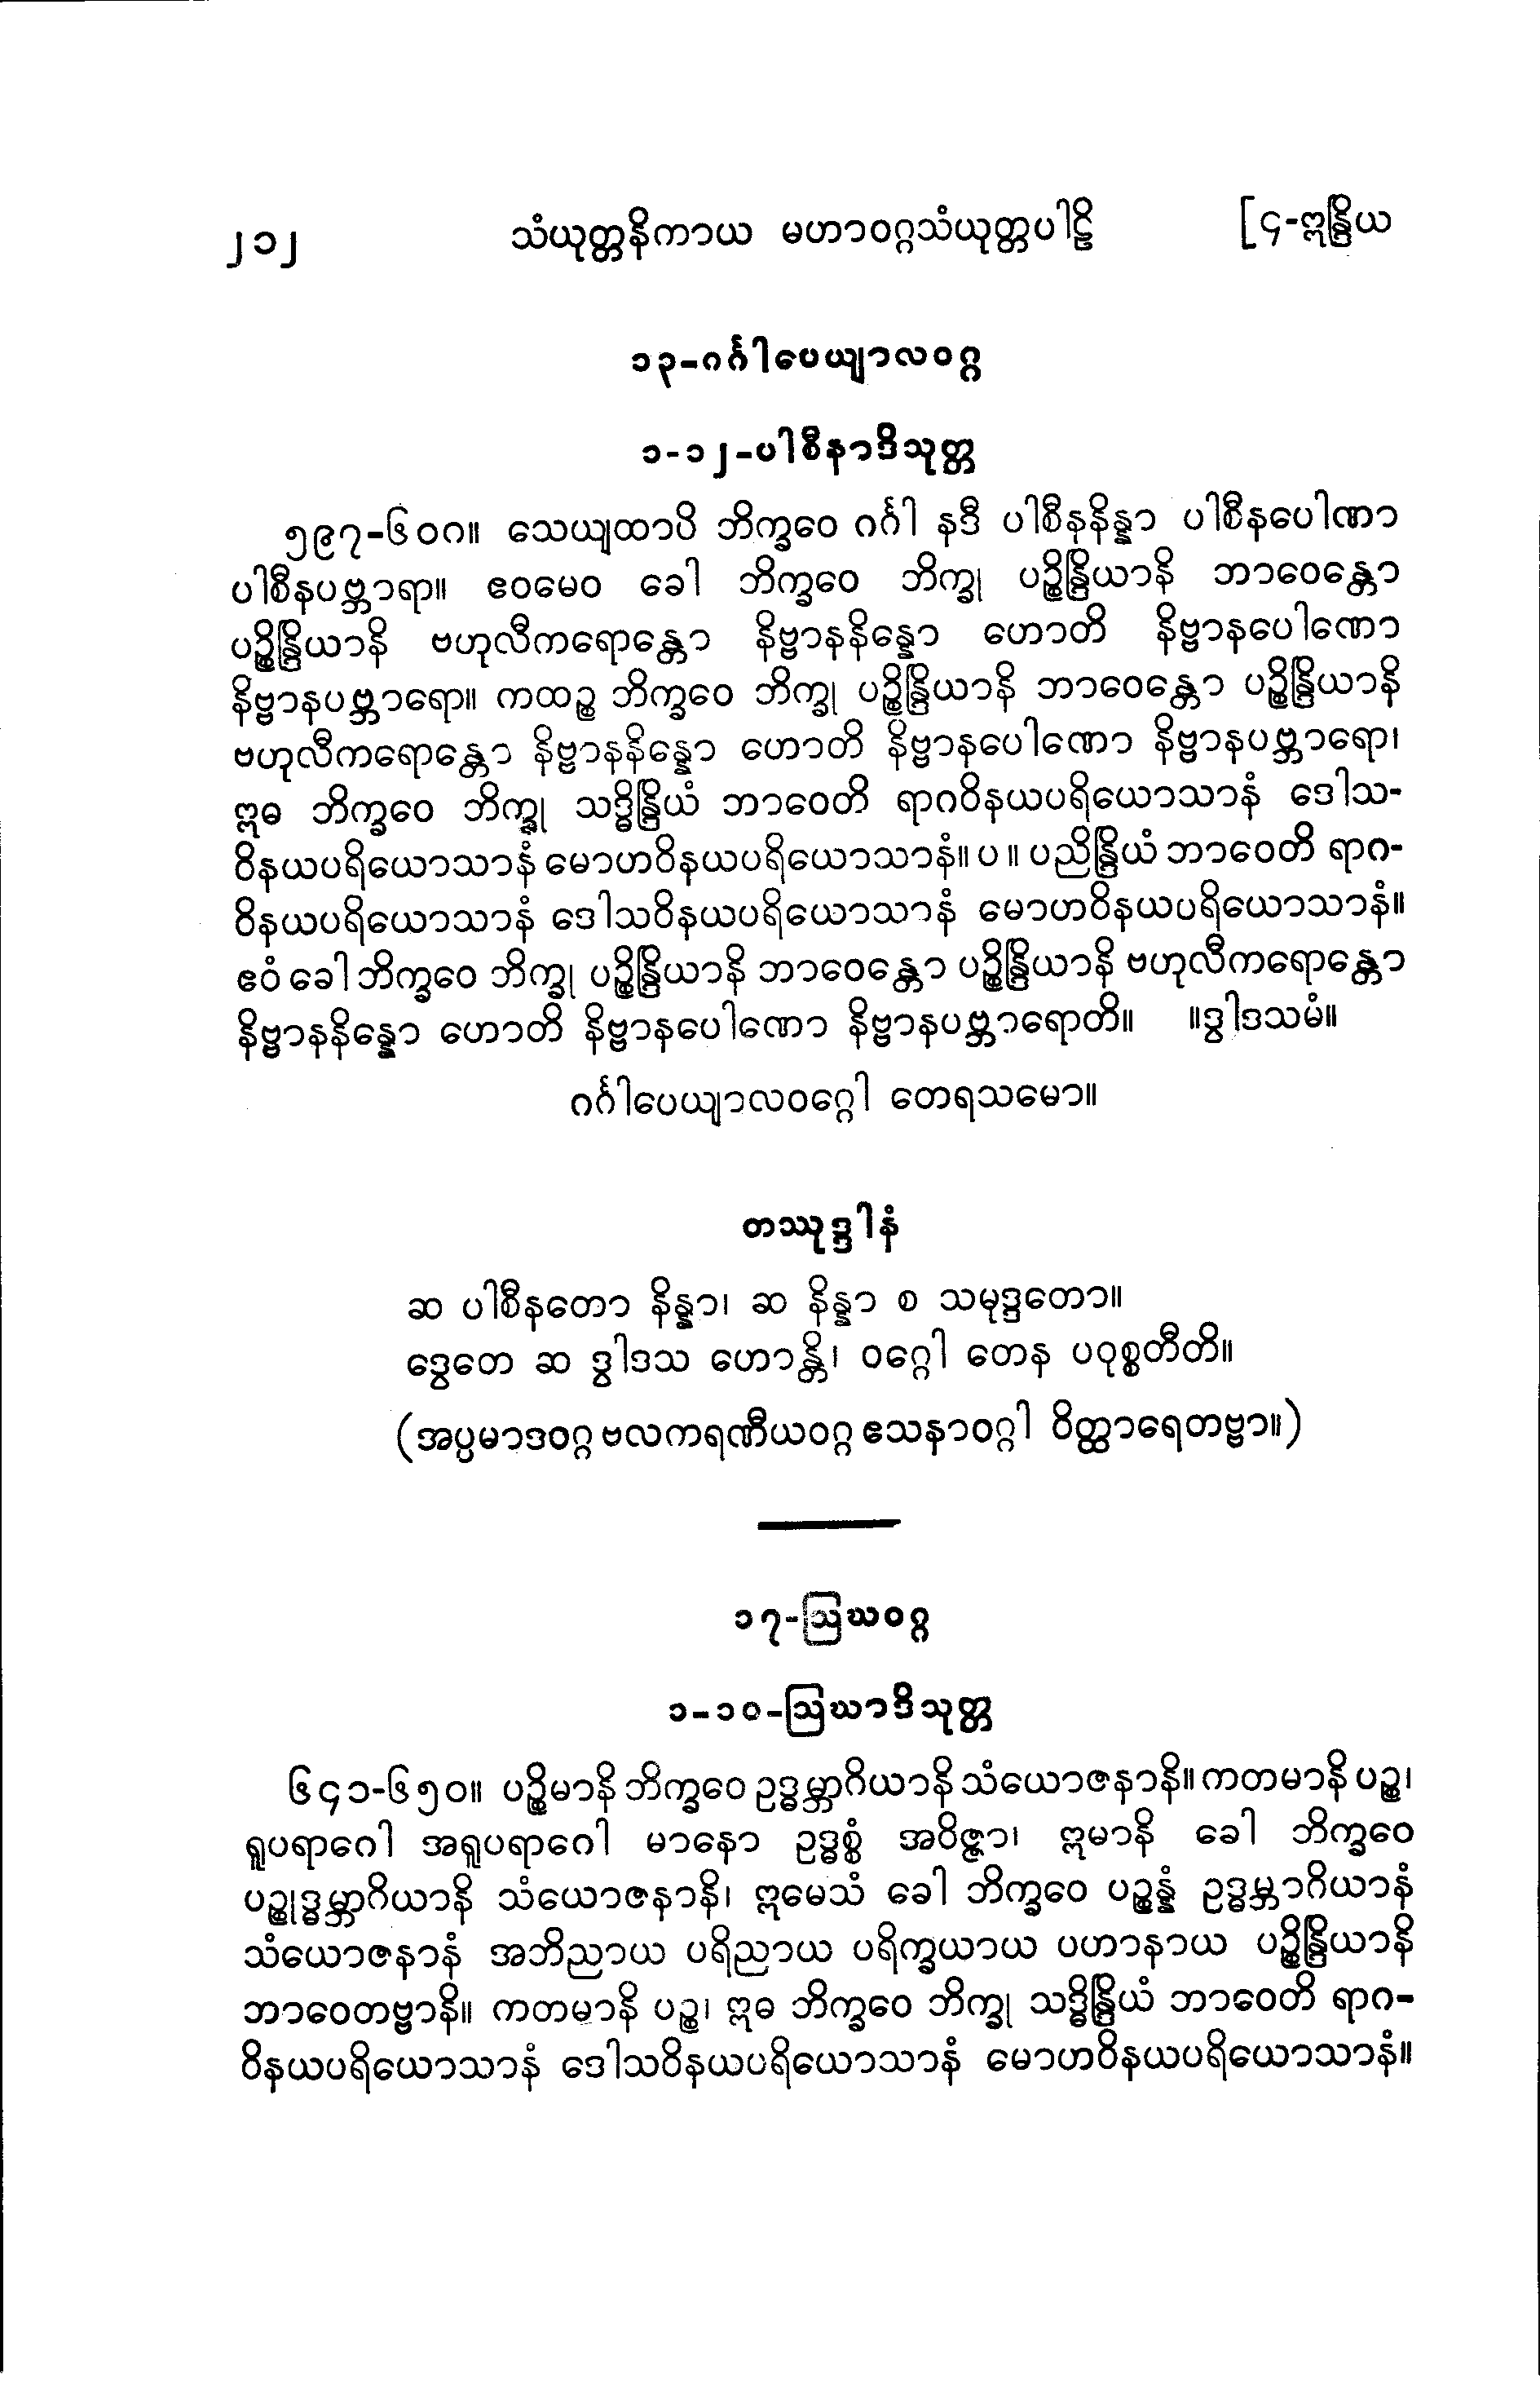 ၂၁၂ သံယုတ္တနိကာယ မဟာဝဂ္ဂသံယုတ္တပါဠိ [၄-ဣန္ဒြိယ
၁၃-ဂင်္ဂါပေယျာလဝဂ္ဂ
၁-၁၂-ပါစီနာဒိသုတ္တ
၅၉၇-၆၀၈။ သေယျထာပိ ဘိက္ခဝေ ဂင်္ဂါ နဒီ ပါစီနနိန္နာ ပါစီနပေါဏာ
ပါစီနပဗ္ဘာရာ။ ဧဝမေဝ ခေါ ဘိက္ခဝေ ဘိက္ခု ပဉ္စိန္ဒြိယာနိ ဘာဝေန္တော
ပဉ္စိန္ဒြိယာနိ ဗဟုလီကရောန္တော နိဗ္ဗာနနိန္နော ဟောတိ နိဗ္ဗာနပေါဏော
နိဗ္ဗာနပဗ္ဘာရော။ ကထဉ္စ ဘိက္ခဝေ ဘိက္ခု ပဉ္စိန္ဒြိယာနိ ဘာဝေန္တော ပဉ္စိန္ဒြိယာနိ
ဗဟုလီကရောန္တော နိဗ္ဗာနနိန္နော ဟောတိ နိဗ္ဗာနပေါဏော နိဗ္ဗာနပဗ္ဘာရော၊
ဣဓ ဘိက္ခဝေ ဘိက္ခု သဒ္ဓိန္ဒြိယံ ဘာဝေတိ ရာဂဝိနယပရိယောသာနံ ဒေါသ-
ဝိနယပရိယောသာနံ မောဟဝိနယပရိယောသာနံ။ ပ ။ ပညိန္ဒြိယံ ဘာဝေတိ ရာဂ-
ဝိနယပရိယောသာနံ ဒေါသဝိနယပရိယောသာနံ မောဟဝိနယပရိယောသာနံ။
ဧဝံ ခေါ ဘိက္ခဝေ ဘိက္ခု ပဉ္စိန္ဒြိယာနိ ဘာဝေန္တော ပဉ္စိန္ဒြိယာနိ ဗဟုလီကရောန္တော
နိဗ္ဗာနနိန္နော ဟောတိ နိဗ္ဗာနပေါဏော နိဗ္ဗာနပဗ္ဘာရောတိ။ ။ဒွါဒသမံ။
ဂင်္ဂါပေယျာလဝဂ္ဂေါ တေရသမော။
တဿုဒ္ဒါနံ
ဆ ပါစီနတော နိန္နာ၊ ဆ နိန္နာ စ သမုဒ္ဒတော။
ဒွေတေ ဆ ဒွါဒသ ဟောန္တိ၊ ဝဂ္ဂေါ တေန ပဝုစ္စတီတိ။
(အပ္ပမာဒဝဂ္ဂ ဗလကရဏီယဝဂ္ဂ ဧသနာဝဂ္ဂါ ဝိတ္ထာရေတဗ္ဗာ။)
၁၇-ဩဃဝဂ္ဂ
၁-၁၀-ဩဃာဒိသုတ္တ
၆၄၁-၆၅၀။ ပဉ္စိမာနိ ဘိက္ခဝေ ဥဒ္ဓမ္ဘာဂိယာနိ သံယောဇနာနိ။ ကတမာနိ ပဉ္စ၊
ရူပရာဂေါ အရူပရာဂေါ မာနော ဥဒ္ဓစ္စံ အဝိဇ္ဇာ၊ ဣမာနိ ခေါ ဘိက္ခဝေ
ပဉ္စုဒ္ဓမ္ဘာဂိယာနိ သံယောဇနာနိ၊ ဣမေသံ ခေါ ဘိက္ခဝေ ပဉ္စန္နံ ဥဒ္ဓမ္ဘာဂိယာနံ
သံယောဇနာနံ အဘိညာယ ပရိညာယ ပရိက္ခယာယ ပဟာနာယ ပဉ္စိန္ဒြိယာနိ
ဘာဝေတဗ္ဗာနိ။ ကတမာနိ ပဉ္စ၊ ဣဓ ဘိက္ခဝေ ဘိက္ခု သဒ္ဓိန္ဒြိယံ ဘာဝေတိ ရာဂ-
ဝိနယပရိယောသာနံ ဒေါသဝိနယပရိယောသာနံ မောဟဝိနယပရိယောသာနံ။